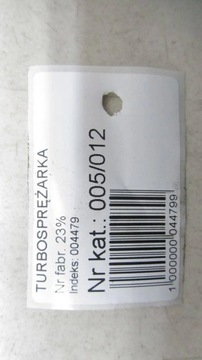 TURBOSPRĘŻARKA
Nr fabr. 23%
Indeks: 004479
Nr kat.: 005/012
1000000044799